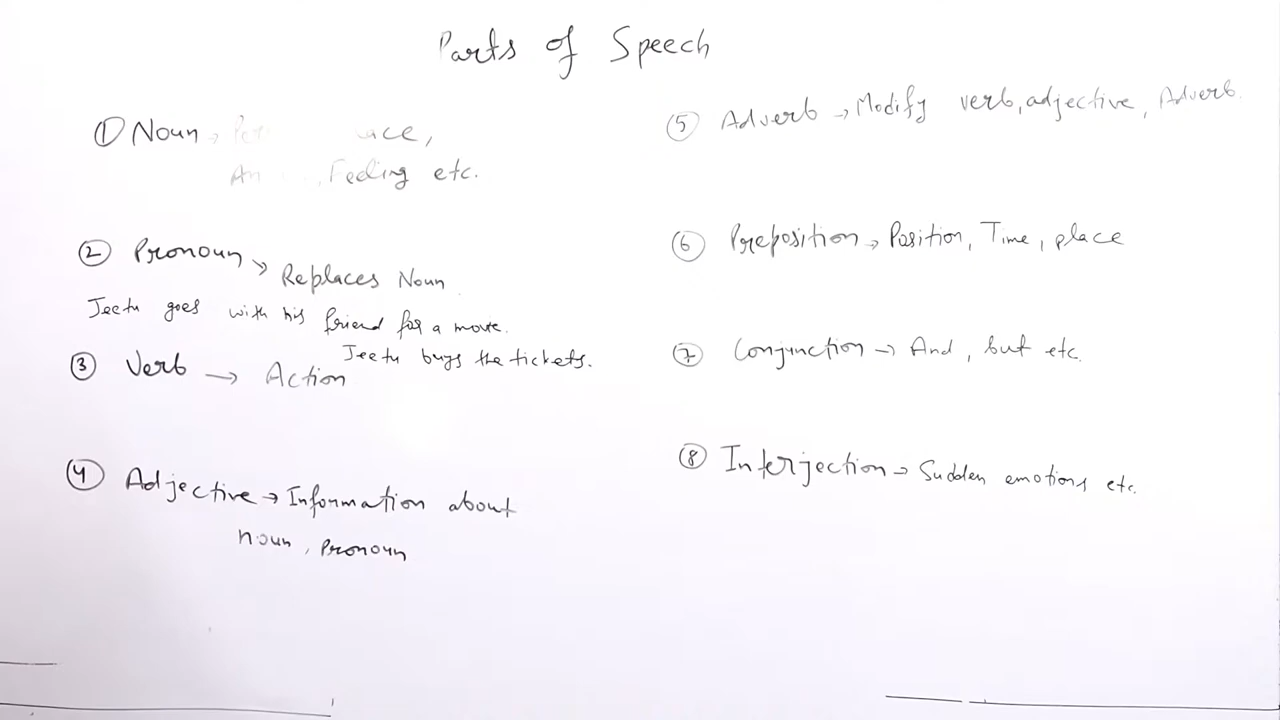 Parts of Speech
① Noun → ace,
Feeling etc.
② Pronoun → Replaces Noun
Jeetu goes with his friend for a movie.
Jeetu buys the tickets.
③ Verb → Action
④ Adjective → Information about
noun, pronoun
⑤ Adverb → Modify verb, adjective, Adverb.
⑥ Preposition → Position, Time, place
⑦ Conjunction → And, but etc.
⑧ Interjection → Sudden emotions etc.